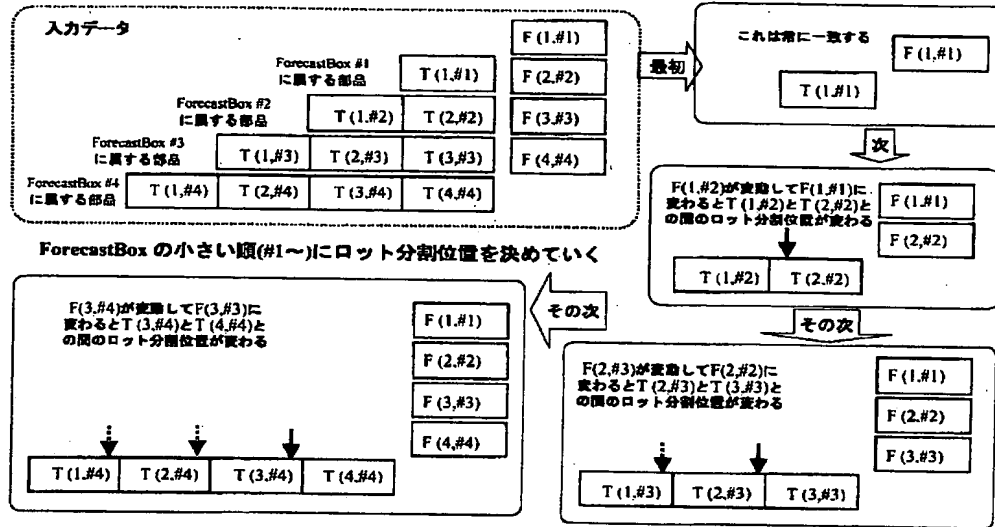 入力データ
F (1,#1)
ForecastBox #1
に属する部品
T (1,#1)
F (2,#2)
ForecastBox #2
に属する部品
T (1,#2)
T (2,#2)
F (3,#3)
ForecastBox #3
に属する部品
T (1,#3)
T (2,#3)
T (3,#3)
F (4,#4)
ForecastBox #4
に属する部品
T (1,#4)
T (2,#4)
T (3,#4)
T (4,#4)
最初
これは常に一致する
F (1,#1)
T (1,#1)
次
F(1,#2)が変動してF(1,#1)に
変わるとT (1,#2)とT (2,#2)と
の間のロット分割位置が変わる
F (1,#1)
F (2,#2)
T (1,#2)
T (2,#2)
ForecastBox の小さい順(#1～)にロット分割位置を決めていく
その次
その次
F(2,#3)が変動してF(2,#2)に
変わるとT (2,#3)とT (3,#3)と
の間のロット分割位置が変わる
F (1,#1)
F (2,#2)
F (3,#3)
T (1,#3)
T (2,#3)
T (3,#3)
F(3,#4)が変動してF(3,#3)に
変わるとT (3,#4)とT (4,#4)と
の間のロット分割位置が変わる
F (1,#1)
F (2,#2)
F (3,#3)
F (4,#4)
T (1,#4)
T (2,#4)
T (3,#4)
T (4,#4)